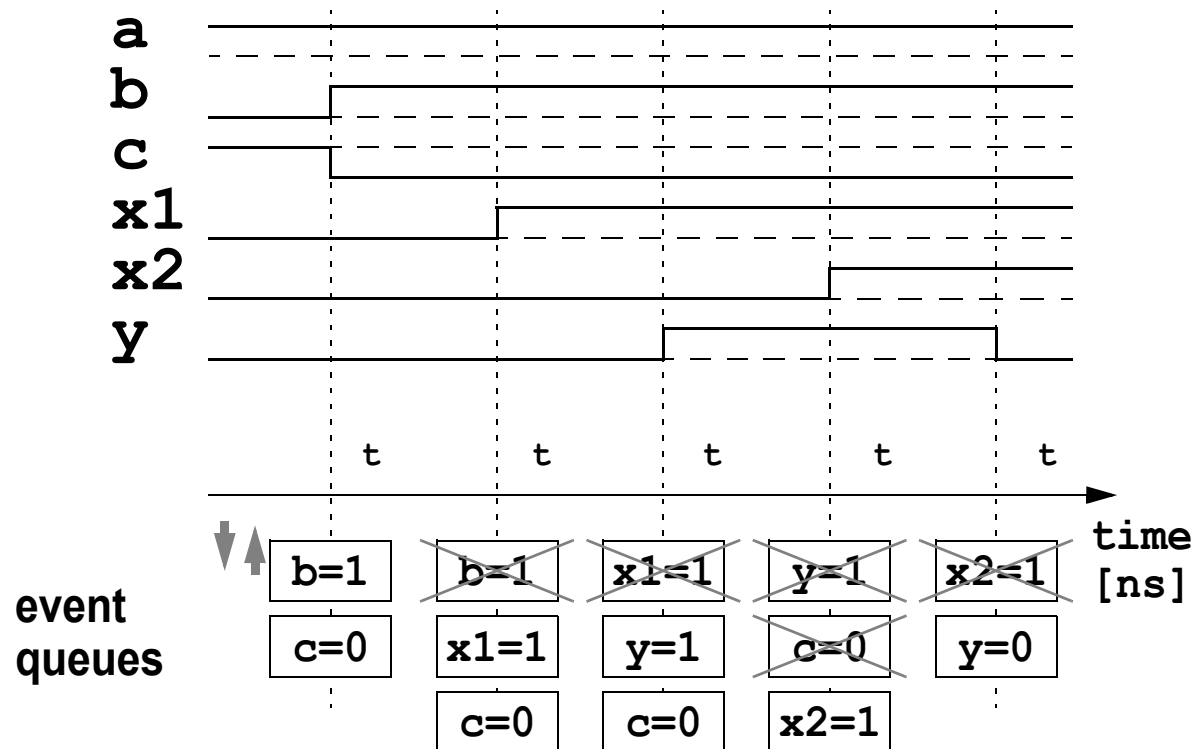 a
b
c
x1
x2
y
t t t t t
time
[ns]
event
queues
b=1 b=1 x1=1 y=1 x2=1
c=0 x1=1 y=1 c=0 y=0
c=0 c=0 x2=1